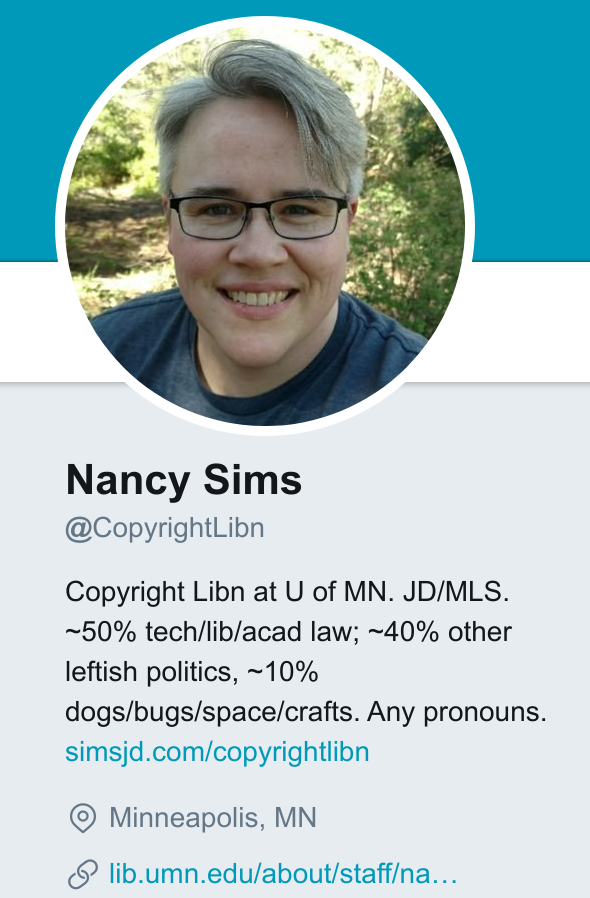 Nancy Sims
@CopyrightLibn
Copyright Libn at U of MN. JD/MLS.
~50% tech/lib/acad law; ~40% other
leftish politics, ~10%
dogs/bugs/space/crafts. Any pronouns.
simsjd.com/copyrightlibn
Minneapolis, MN
lib.umn.edu/about/staff/na…